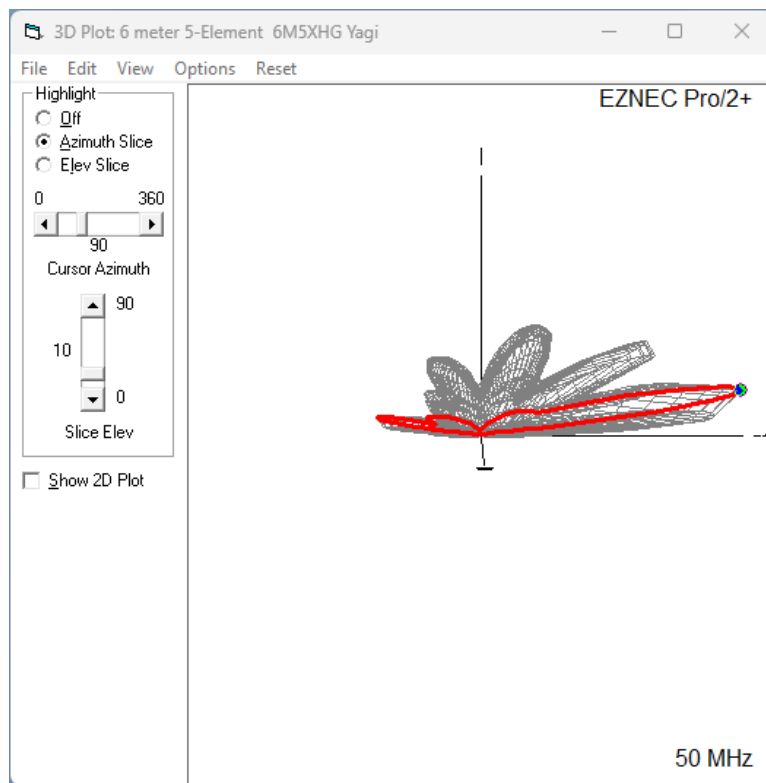 3D Plot: 6 meter 5-Element 6M5XHG Yagi
File Edit View Options Reset
Highlight
Off
Azimuth Slice
Elev Slice
0 360
90
Cursor Azimuth
90
10
0
Slice Elev
Show 2D Plot
EZNEC Pro/2+
50 MHz